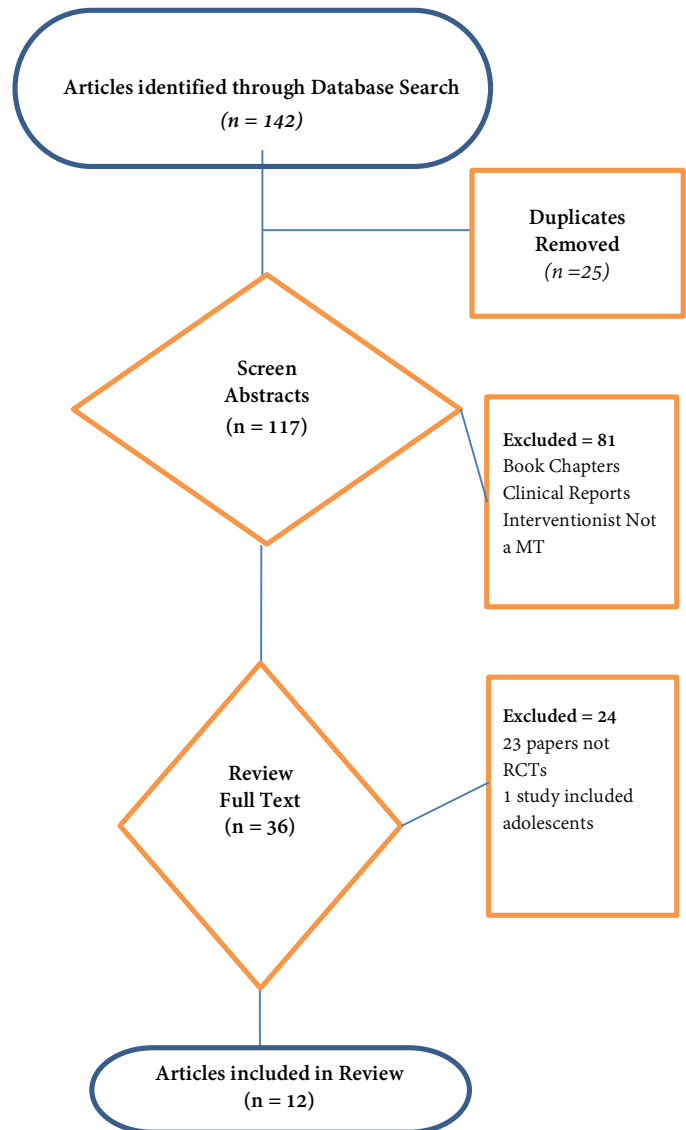 Articles identified through Database Search
(n = 142)
Duplicates
Removed
(n =25)
Screen
Abstracts
(n = 117)
Excluded = 81
Book Chapters
Clinical Reports
Interventionist Not
a MT
Review
Full Text
(n = 36)
Excluded = 24
23 papers not
RCTs
1 study included
adolescents
Articles included in Review
(n = 12)